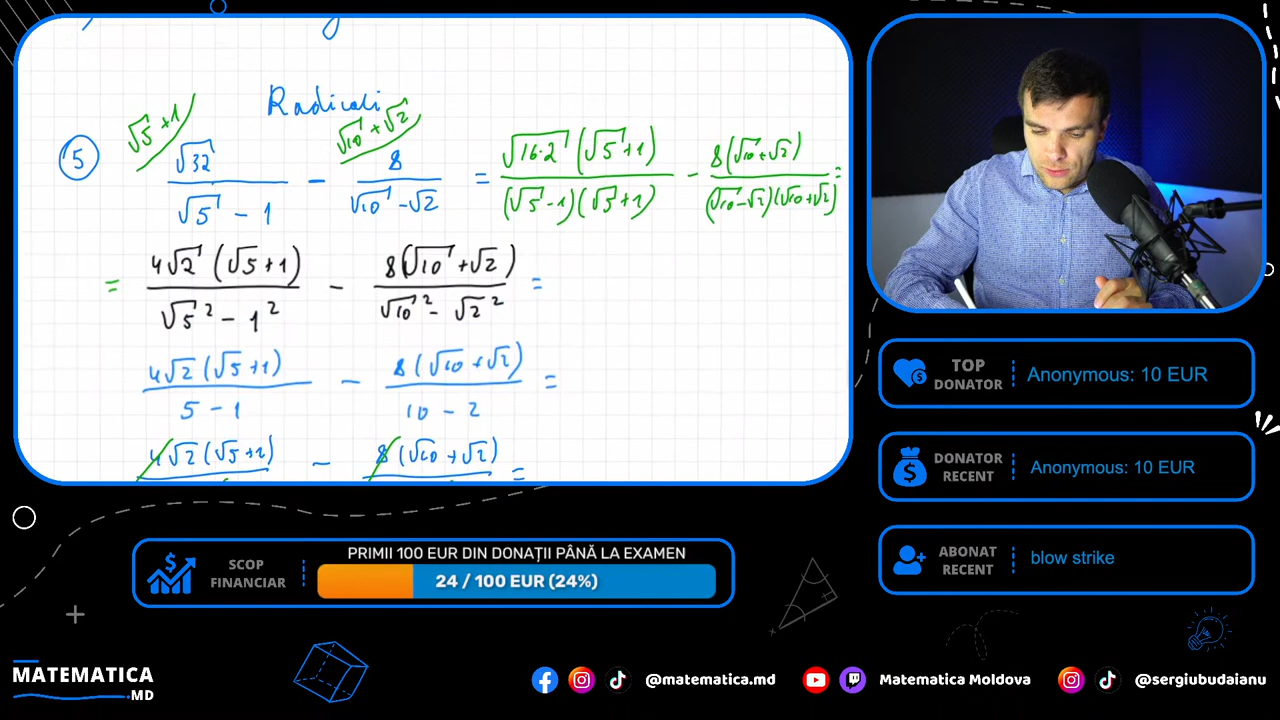 Radicali
√5 + 1
√10 + √2
5
√32 / (√5 - 1) - 8 / (√10 - √2) = √16·2 (√5 + 1) / (√5 - 1)(√5 + 1) - 8(√10 + √2) / (√10 - √2)(√10 + √2) =
= 4√2 (√5 + 1) / (√5² - 1²) - 8(√10 + √2) / (√10² - √2²) =
4√2 (√5 + 1) / (5 - 1) - 8(√10 + √2) / (10 - 2) =
4√2 (√5 + 1) - 8(√10 + √2) =
TOP
DONATOR
Anonymous: 10 EUR
DONATOR
RECENT
Anonymous: 10 EUR
ABONAT
RECENT
blow strike
SCOP
FINANCIAR
PRIMII 100 EUR DIN DONAȚII PÂNĂ LA EXAMEN
24 / 100 EUR (24%)
MATEMATICA
.MD
@matematica.md
Matematica Moldova
@sergiubudaianu